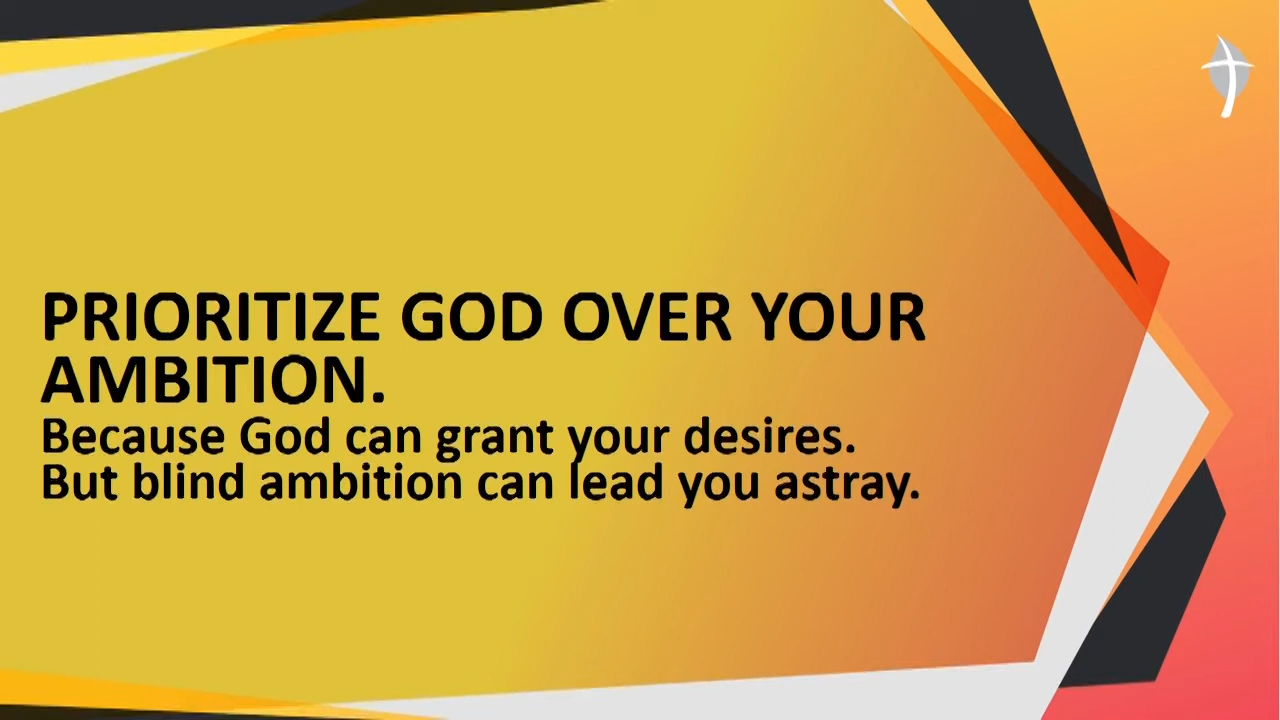 PRIORITIZE GOD OVER YOUR
AMBITION.
Because God can grant your desires.
But blind ambition can lead you astray.